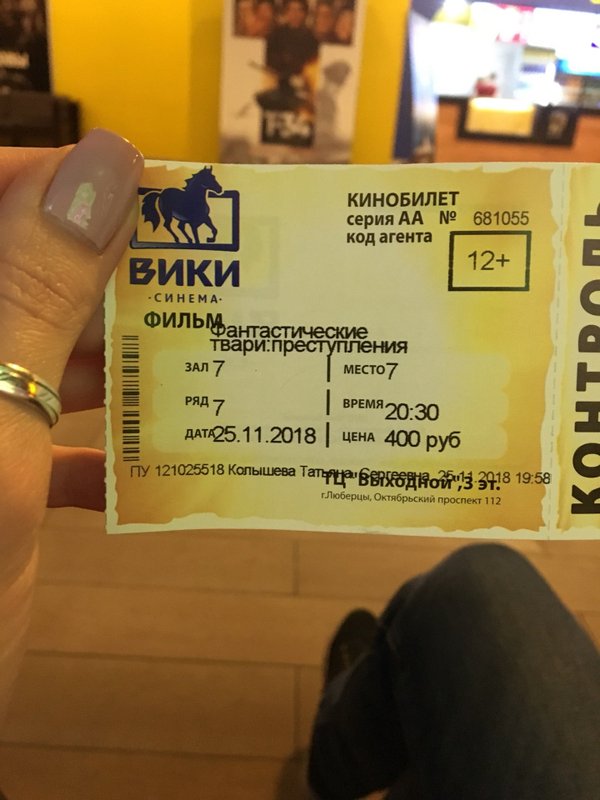 Т-34
ВИКИ
·СИНЕМА·
КИНОБИЛЕТ
серия АА № 681055
код агента
12+
ФИЛЬМ Фантастические
твари:преступления
ЗАЛ 7 МЕСТО 7
РЯД 7 ВРЕМЯ 20:30
ДАТА 25.11.2018 ЦЕНА 400 руб
ПУ 121025518 Колышева Татьяна Сергеевна, 25.11.2018 19:58
ТЦ "Выходной",3 эт.
г.Люберцы, Октябрьский проспект 112
КОНТРОЛЬ